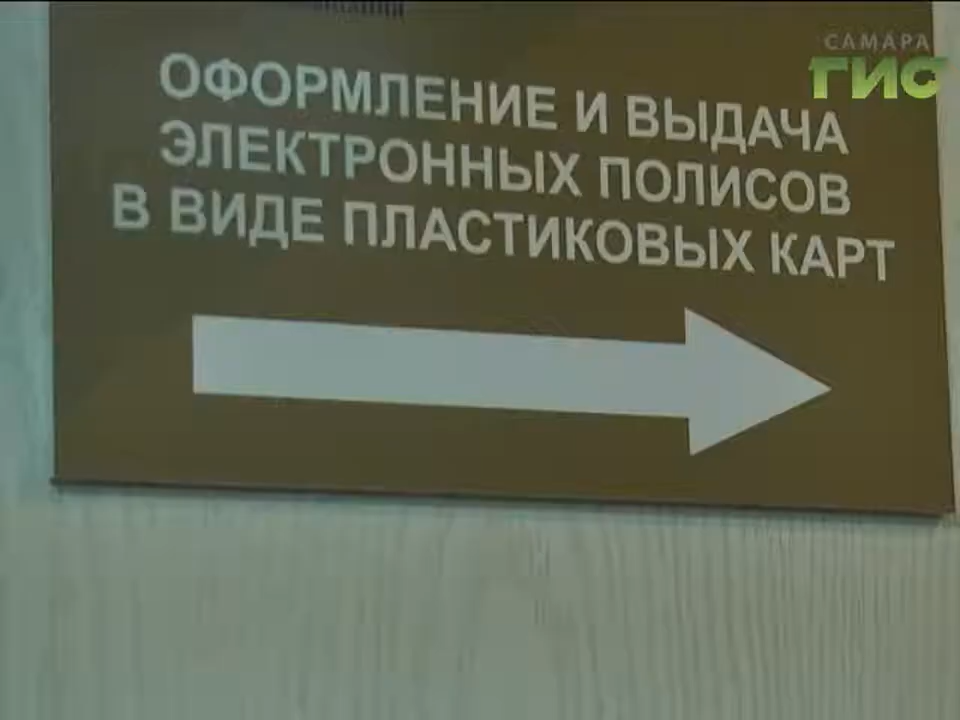 САМАРА
ГИС
ОФОРМЛЕНИЕ И ВЫДАЧА
ЭЛЕКТРОННЫХ ПОЛИСОВ
В ВИДЕ ПЛАСТИКОВЫХ КАРТ